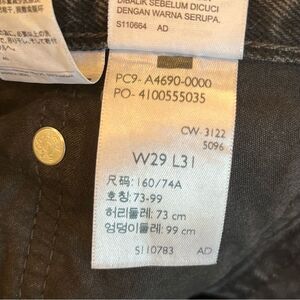 DIBALIK SEBELUM DICUCI
DENGAN WARNA SERUPA.
S110664 AD
PC9- A4690-0000
PO- 4100555035
CW- 3122
5096
W29 L31
尺码: 160/74A
호칭: 73-99
허리둘레: 73 cm
엉덩이둘레: 99 cm
S110783 AD